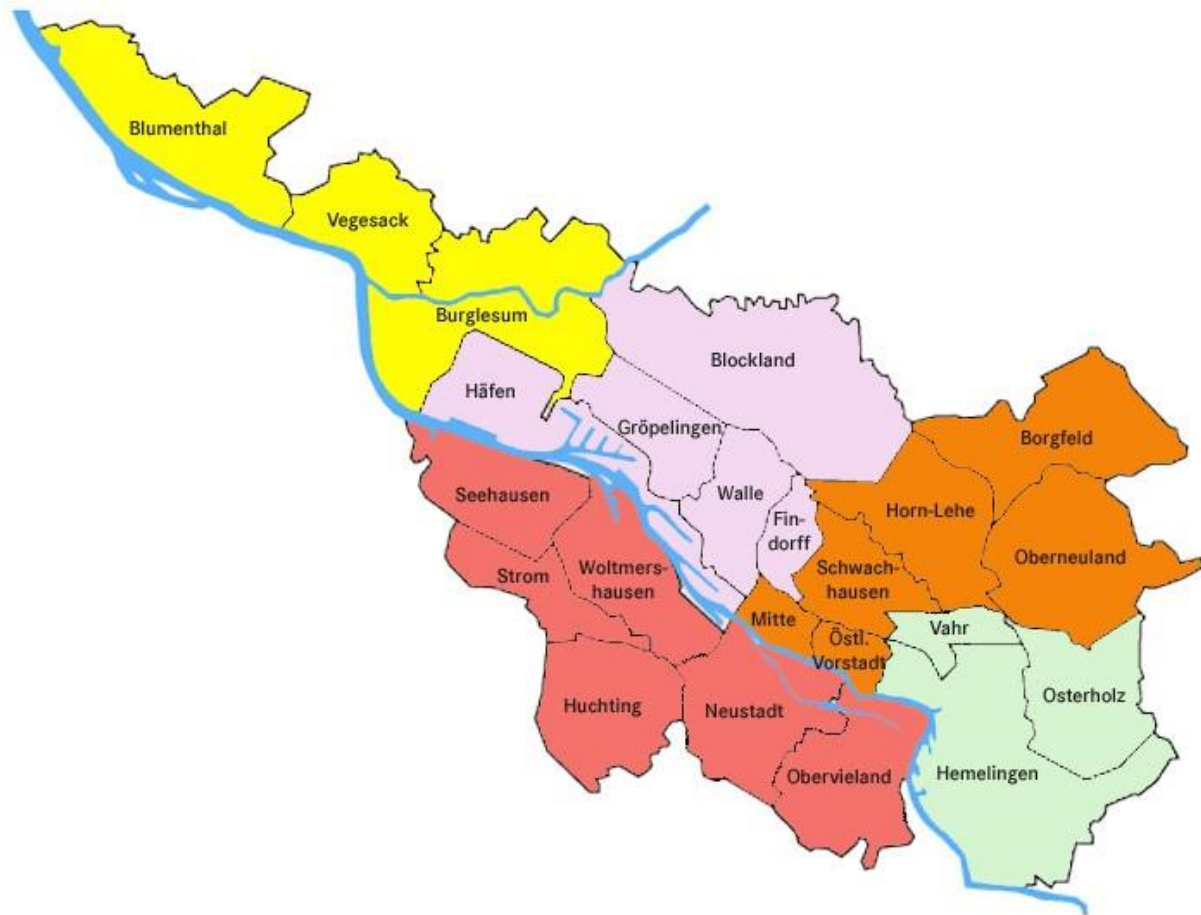 Blumenthal
Vegesack
Burglesum
Blockland
Häfen
Gröpelingen
Borgfeld
Seehausen
Walle
Horn-Lehe
Fin-
dorff
Oberneuland
Strom
Woltmers-
hausen
Schwach-
hausen
Mitte
Vahr
Östl.
Vorstadt
Huchting
Neustadt
Osterholz
Obervieland
Hemelingen